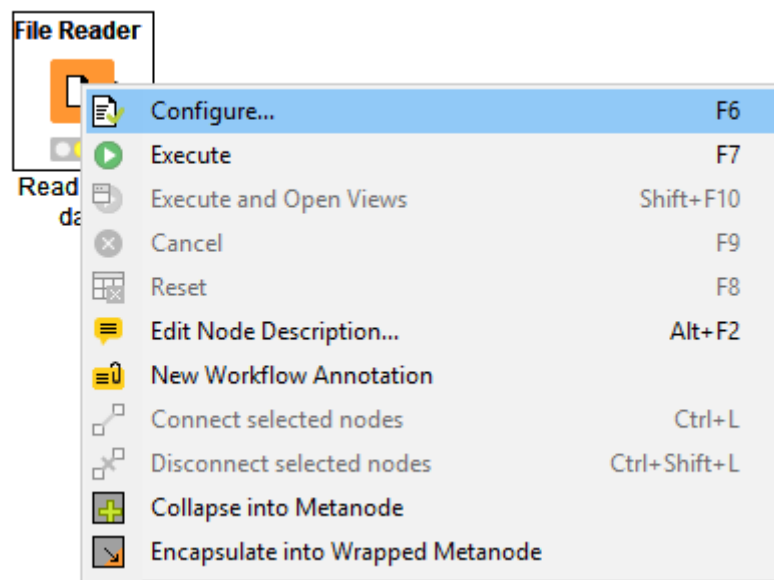 File Reader
Configure... F6
Execute F7
Read
Execute and Open Views Shift+F10
Cancel F9
Reset F8
Edit Node Description... Alt+F2
New Workflow Annotation
Connect selected nodes Ctrl+L
Disconnect selected nodes Ctrl+Shift+L
Collapse into Metanode
Encapsulate into Wrapped Metanode